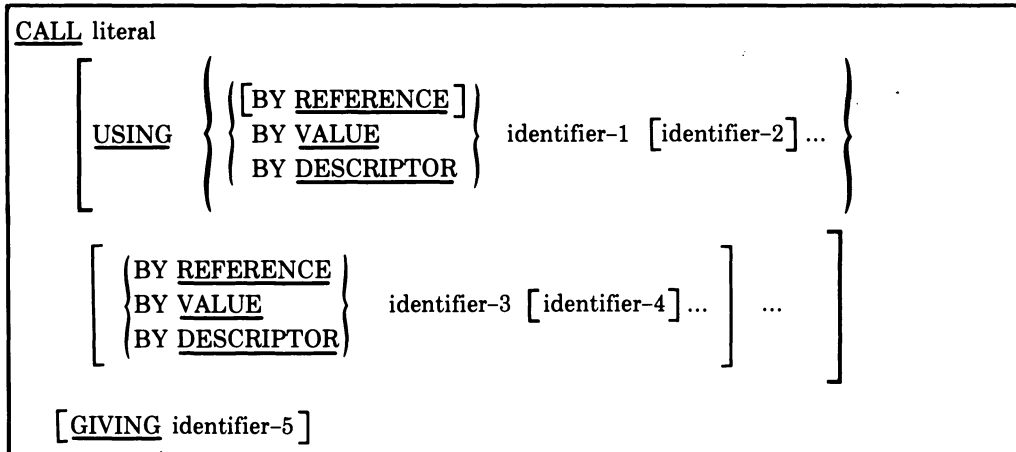 CALL literal
[BY REFERENCE]
USING BY VALUE identifier-1 [identifier-2] ...
BY DESCRIPTOR
BY REFERENCE
BY VALUE identifier-3 [identifier-4] ... ] ...
BY DESCRIPTOR
[GIVING identifier-5]